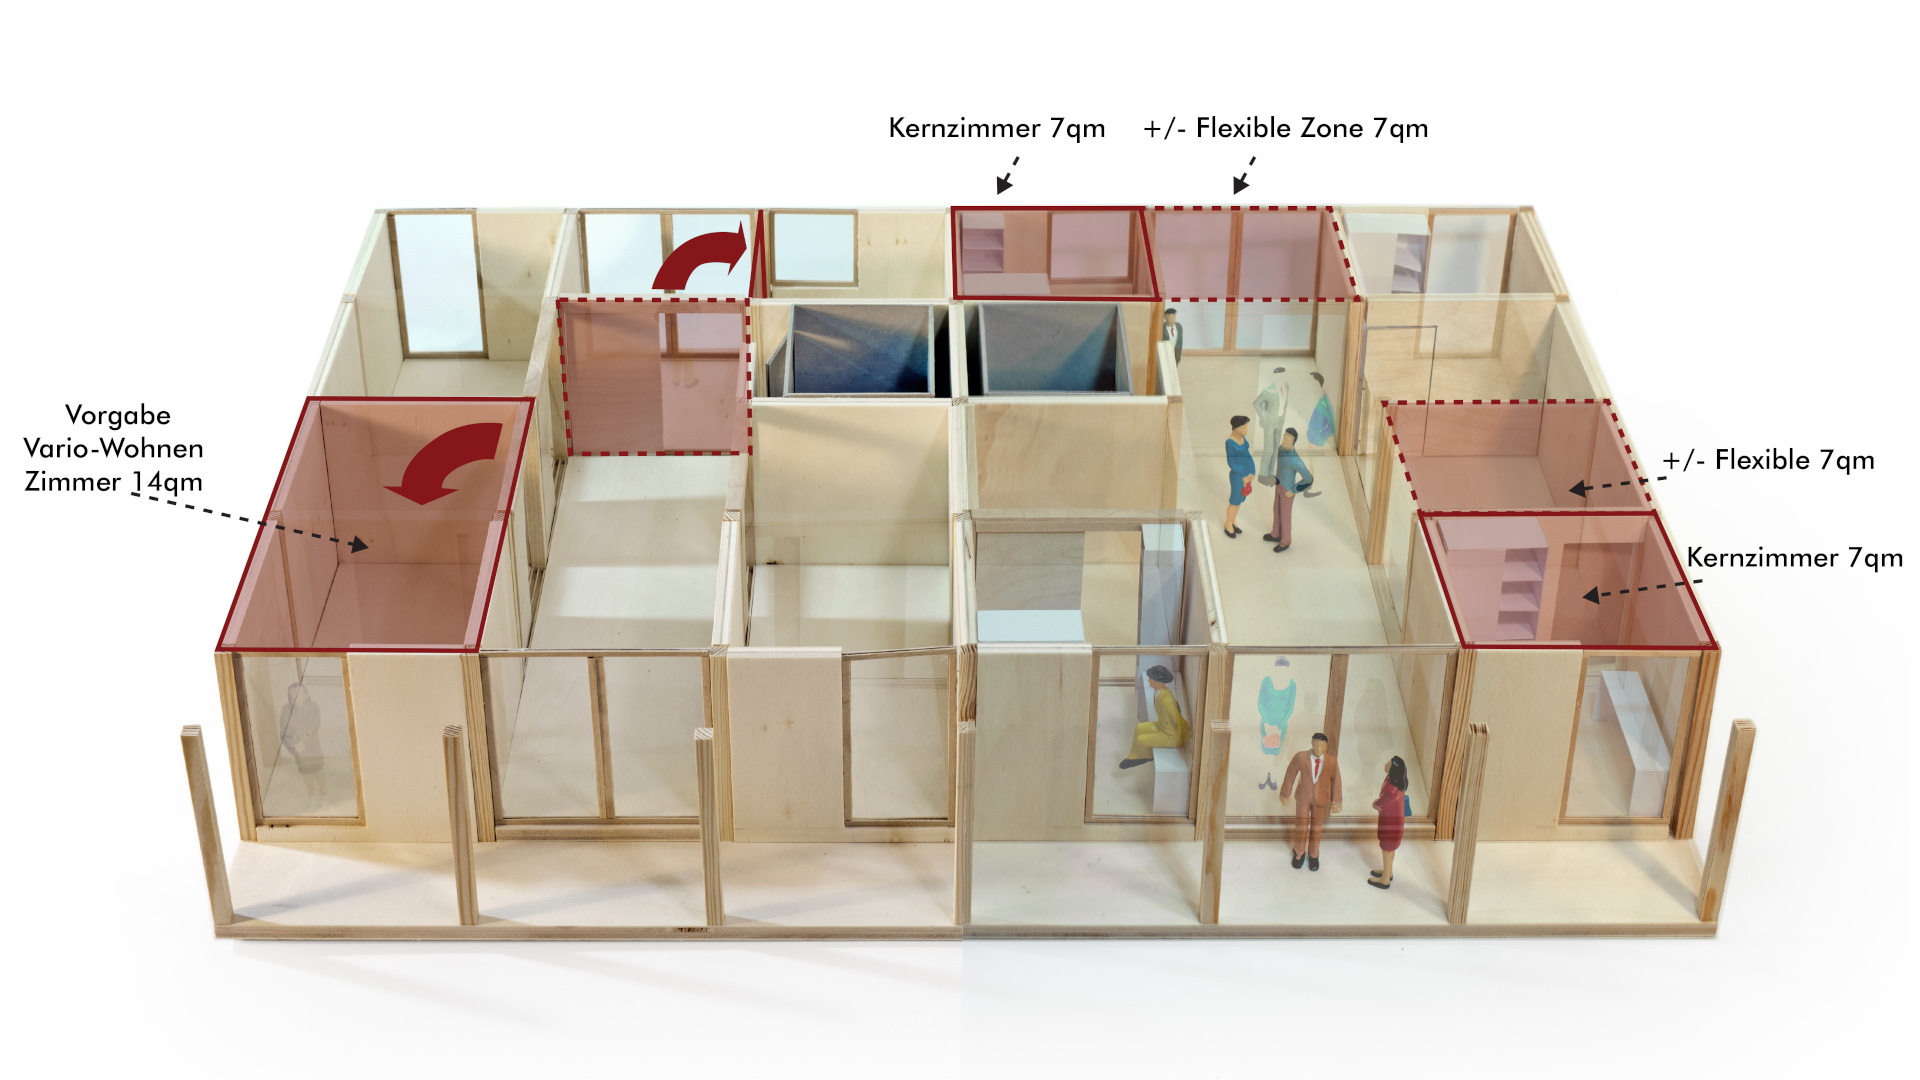 Kernzimmer 7qm
+/- Flexible Zone 7qm
Vorgabe
Vario-Wohnen
Zimmer 14qm
+/- Flexible 7qm
Kernzimmer 7qm